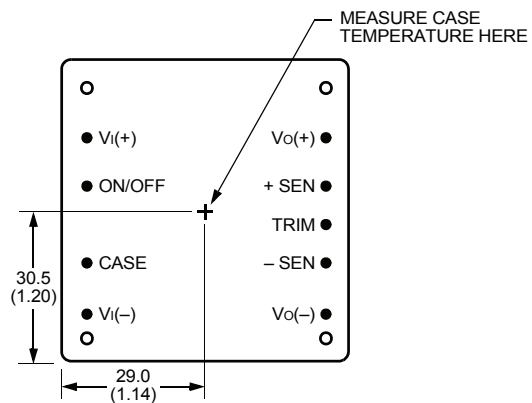 MEASURE CASE
TEMPERATURE HERE
VI(+)
VO(+)
ON/OFF
+ SEN
TRIM
CASE
– SEN
30.5
(1.20)
VI(–)
VO(–)
29.0
(1.14)